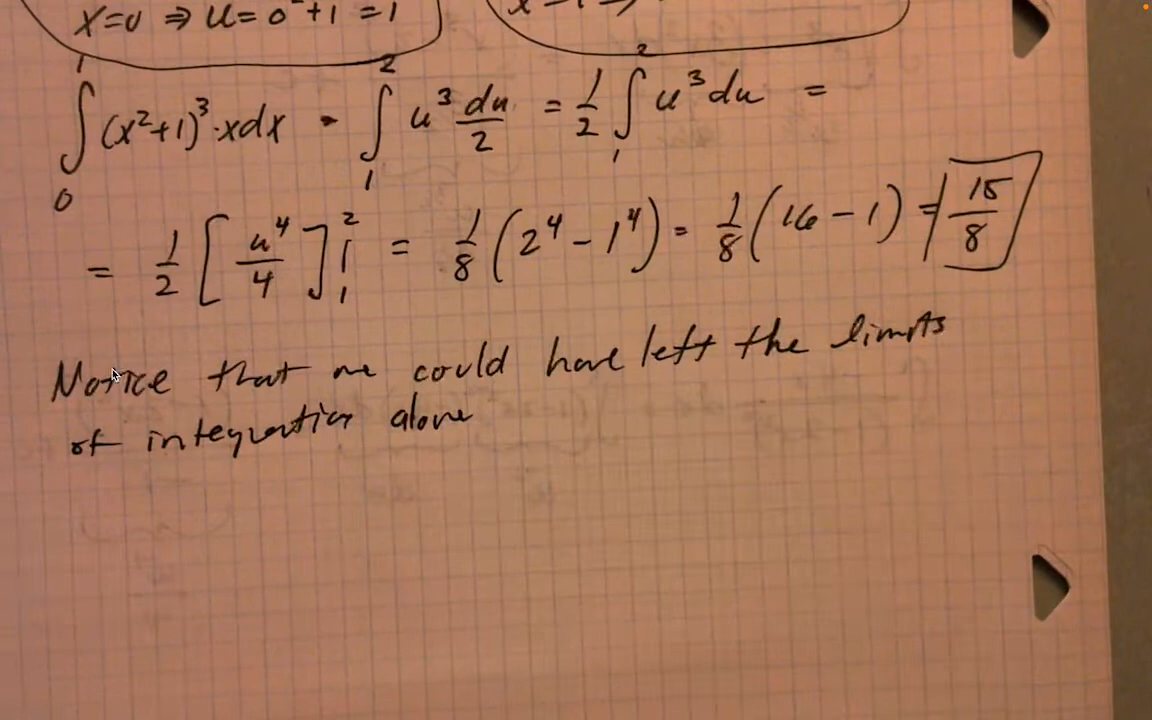 x=0 ⇒ u= 0²+1 =1
∫₀¹ (x²+1)³·xdx = ∫₁² u³ du/2 = 1/2 ∫₁² u³ du =
= 1/2 [u⁴/4]|₁² = 1/8 (2⁴ - 1⁴) = 1/8 (16 - 1) = 15/8
Notice that we could have left the limits
of integration alone